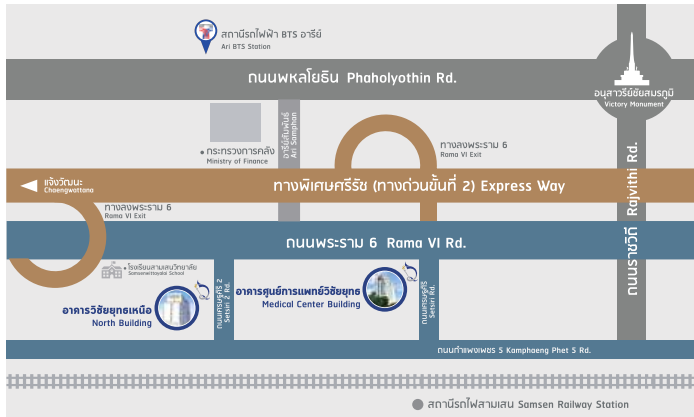 สถานีรถไฟฟ้า BTS อารีย์
Ari BTS Station
ถนนพหลโยธิน Phaholyothin Rd.
อนุสาวรีย์ชัยสมรภูมิ
Victory Monument
กระทรวงการคลัง
Ministry of Finance
อารีย์สัมพันธ์
Ari Samphan
ทางลงพระราม 6
Rama VI Exit
แจ้งวัฒนะ
Chaengwattana
ทางพิเศษศรีรัช (ทางด่วนขั้นที่ 2) Express Way
ถนนราชวิถี Rajvithi Rd.
ทางลงพระราม 6
Rama VI Exit
ถนนพระราม 6 Rama VI Rd.
โรงเรียนสามเสนวิทยาลัย
Samsenwittayalai School
อาคารวิชัยยุทธเหนือ
North Building
ถนนเศรษฐศิริ 2
Setsiri 2 Rd.
อาคารศูนย์การแพทย์วิชัยยุทธ
Medical Center Building
ถนนเศรษฐศิริ
Setsiri Rd.
ถนนกำแพงเพชร 5 Kamphaeng Phet 5 Rd.
สถานีรถไฟสามเสน Samsen Railway Station